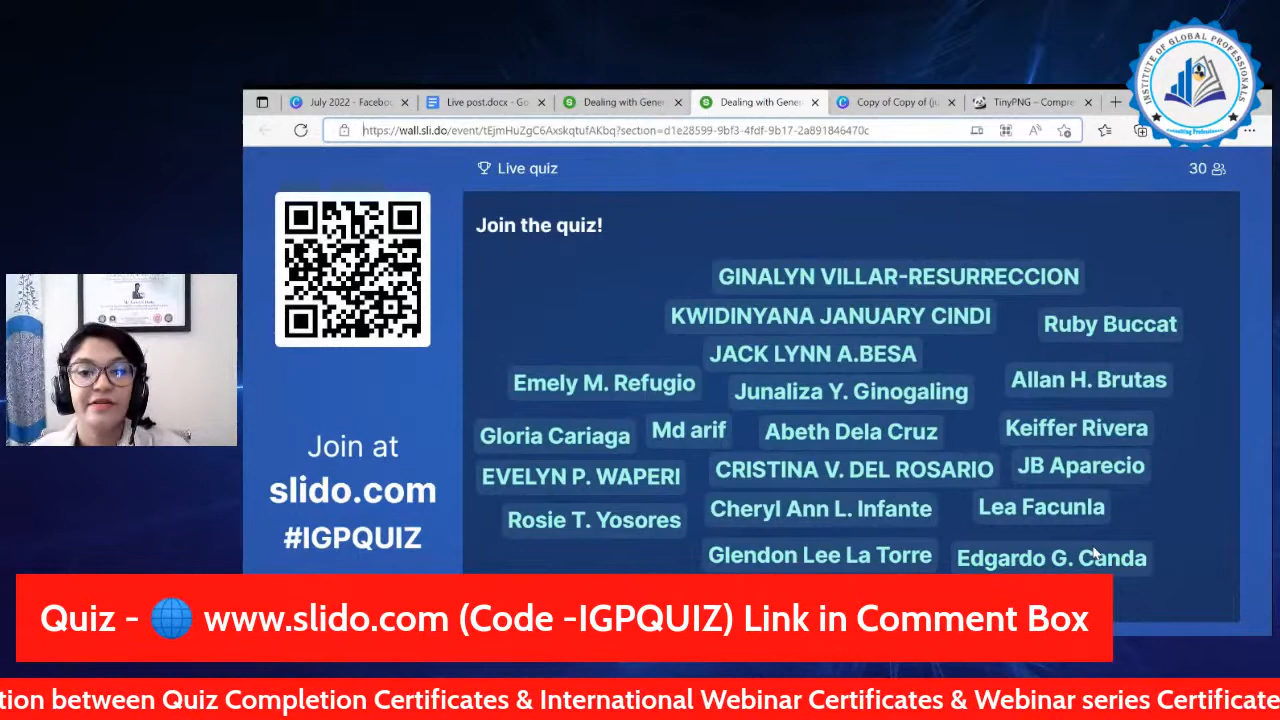 INSTITUTE OF GLOBAL PROFESSIONALS
Consulting Professionals
July 2022 - Faceboo
Live post.docx - Go
Dealing with Gener
Dealing with Gener
Copy of Copy of (ju
TinyPNG – Compre
https://wall.sli.do/event/tEjmHuZgC6AxskqtufAKbq?section=d1e28599-9bf3-4fdf-9b17-2a891846470c
Live quiz
30
Join the quiz!
GINALYN VILLAR-RESURRECCION
KWIDINYANA JANUARY CINDI
Ruby Buccat
JACK LYNN A.BESA
Emely M. Refugio
Junaliza Y. Ginogaling
Allan H. Brutas
Gloria Cariaga
Md arif
Abeth Dela Cruz
Keiffer Rivera
EVELYN P. WAPERI
CRISTINA V. DEL ROSARIO
JB Aparecio
Rosie T. Yosores
Cheryl Ann L. Infante
Lea Facunla
Glendon Lee La Torre
Edgardo G. Canda
Join at
slido.com
#IGPQUIZ
Quiz - 🌐 www.slido.com (Code -IGPQUIZ) Link in Comment Box
tion between Quiz Completion Certificates & International Webinar Certificates & Webinar series Certificate